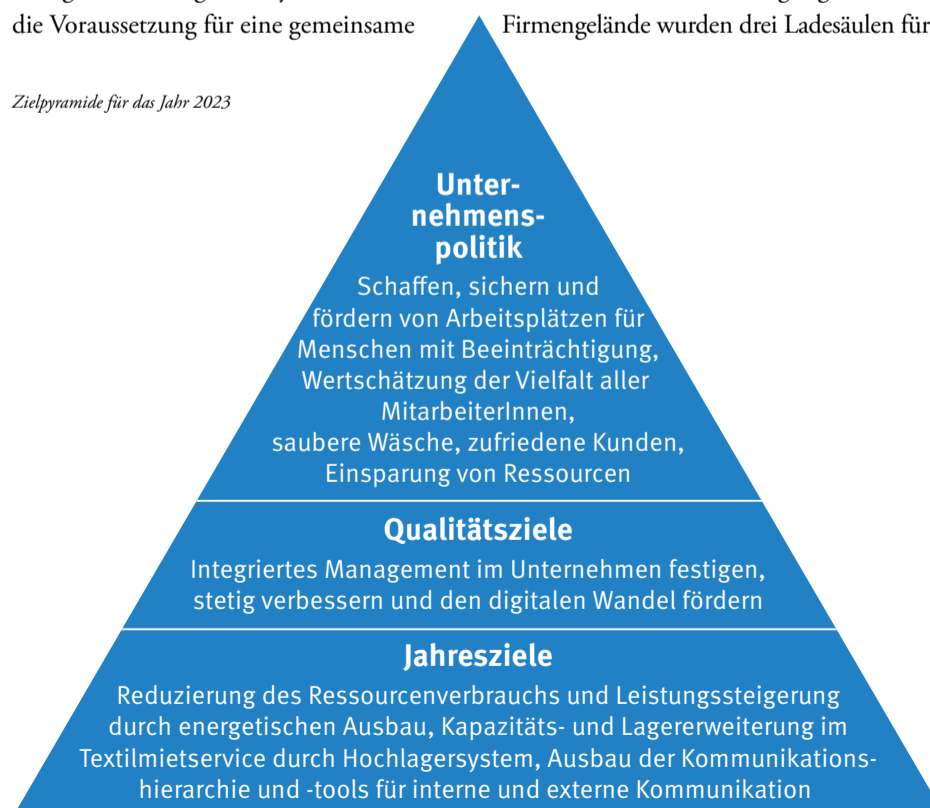 die Voraussetzung für eine gemeinsame
Firmengelände wurden drei Ladesäulen für
Zielpyramide für das Jahr 2023
Unter-
nehmens-
politik
Schaffen, sichern und
fördern von Arbeitsplätzen für
Menschen mit Beeinträchtigung,
Wertschätzung der Vielfalt aller
MitarbeiterInnen,
saubere Wäsche, zufriedene Kunden,
Einsparung von Ressourcen
Qualitätsziele
Integriertes Management im Unternehmen festigen,
stetig verbessern und den digitalen Wandel fördern
Jahresziele
Reduzierung des Ressourcenverbrauchs und Leistungssteigerung
durch energetischen Ausbau, Kapazitäts- und Lagererweiterung im
Textilmietservice durch Hochlagersystem, Ausbau der Kommunikations-
hierarchie und -tools für interne und externe Kommunikation